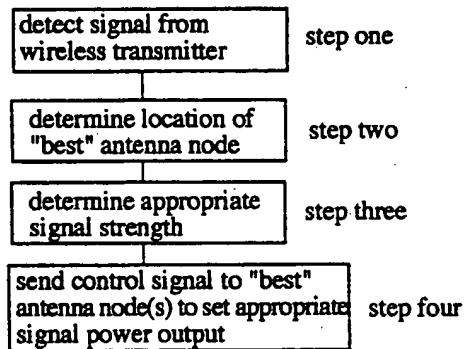 detect signal from
wireless transmitter
step one
determine location of
"best" antenna node
step two
determine appropriate
signal strength
step three
send control signal to "best"
antenna node(s) to set appropriate
signal power output
step four